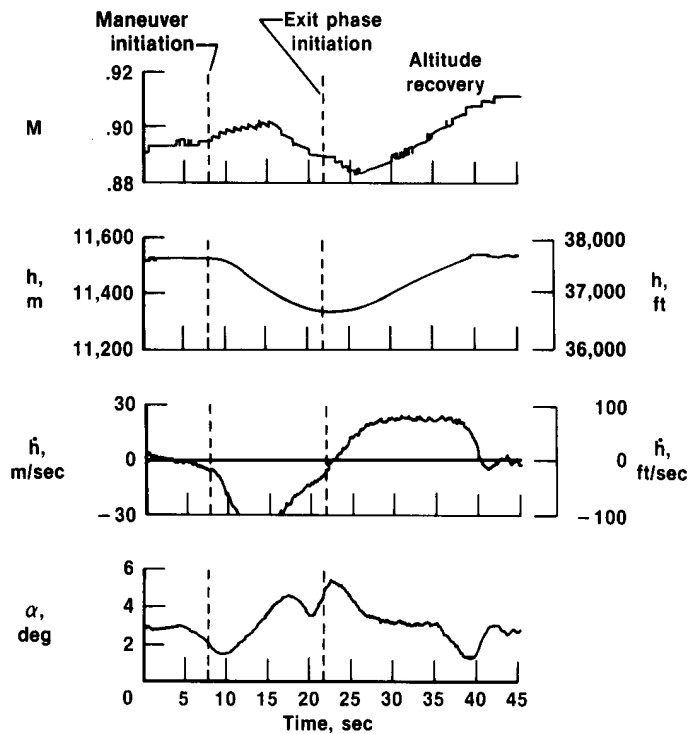 Maneuver initiation
Exit phase initiation
Altitude recovery
M
.92
.90
.88
h, m
11,600
11,400
11,200
38,000
37,000
36,000
h, ft
ḣ, m/sec
30
0
–30
100
0
–100
ḣ, ft/sec
α, deg
6
4
2
0 5 10 15 20 25 30 35 40 45
Time, sec